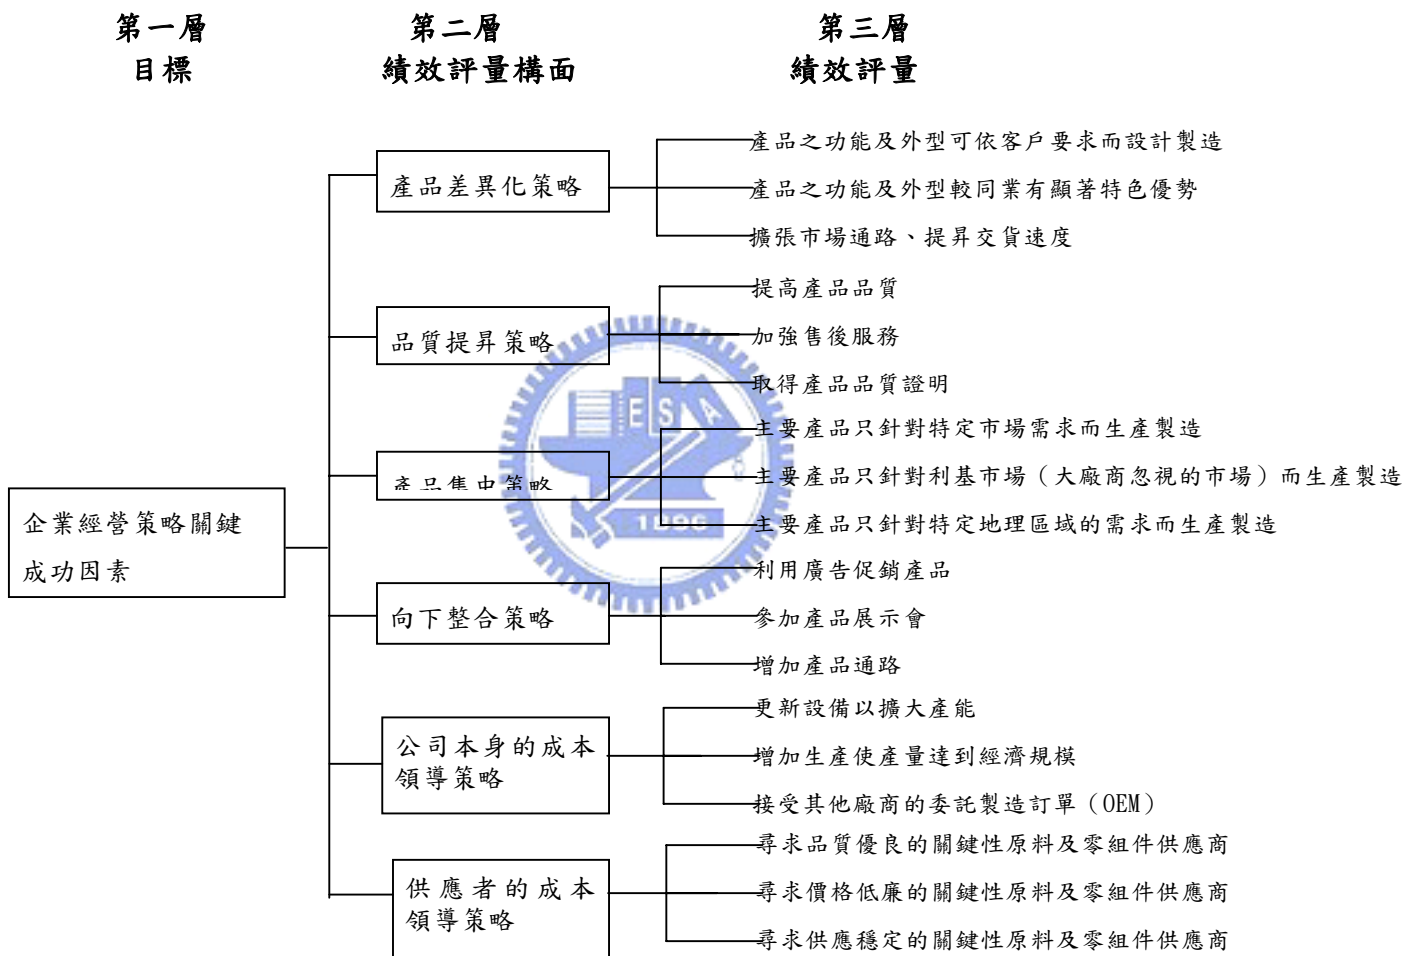 第一層
目標
第二層
績效評量構面
第三層
績效評量
企業經營策略關鍵
成功因素
產品差異化策略
產品之功能及外型可依客戶要求而設計製造
產品之功能及外型較同業有顯著特色優勢
擴張市場通路、提昇交貨速度
品質提昇策略
提高產品品質
加強售後服務
取得產品品質證明
產品集中策略
主要產品只針對特定市場需求而生產製造
主要產品只針對利基市場（大廠商忽視的市場）而生產製造
主要產品只針對特定地理區域的需求而生產製造
向下整合策略
利用廣告促銷產品
參加產品展示會
增加產品通路
公司本身的成本
領導策略
更新設備以擴大產能
增加生產使產量達到經濟規模
接受其他廠商的委託製造訂單（OEM）
供應者的成本
領導策略
尋求品質優良的關鍵性原料及零組件供應商
尋求價格低廉的關鍵性原料及零組件供應商
尋求供應穩定的關鍵性原料及零組件供應商
ESA
1896